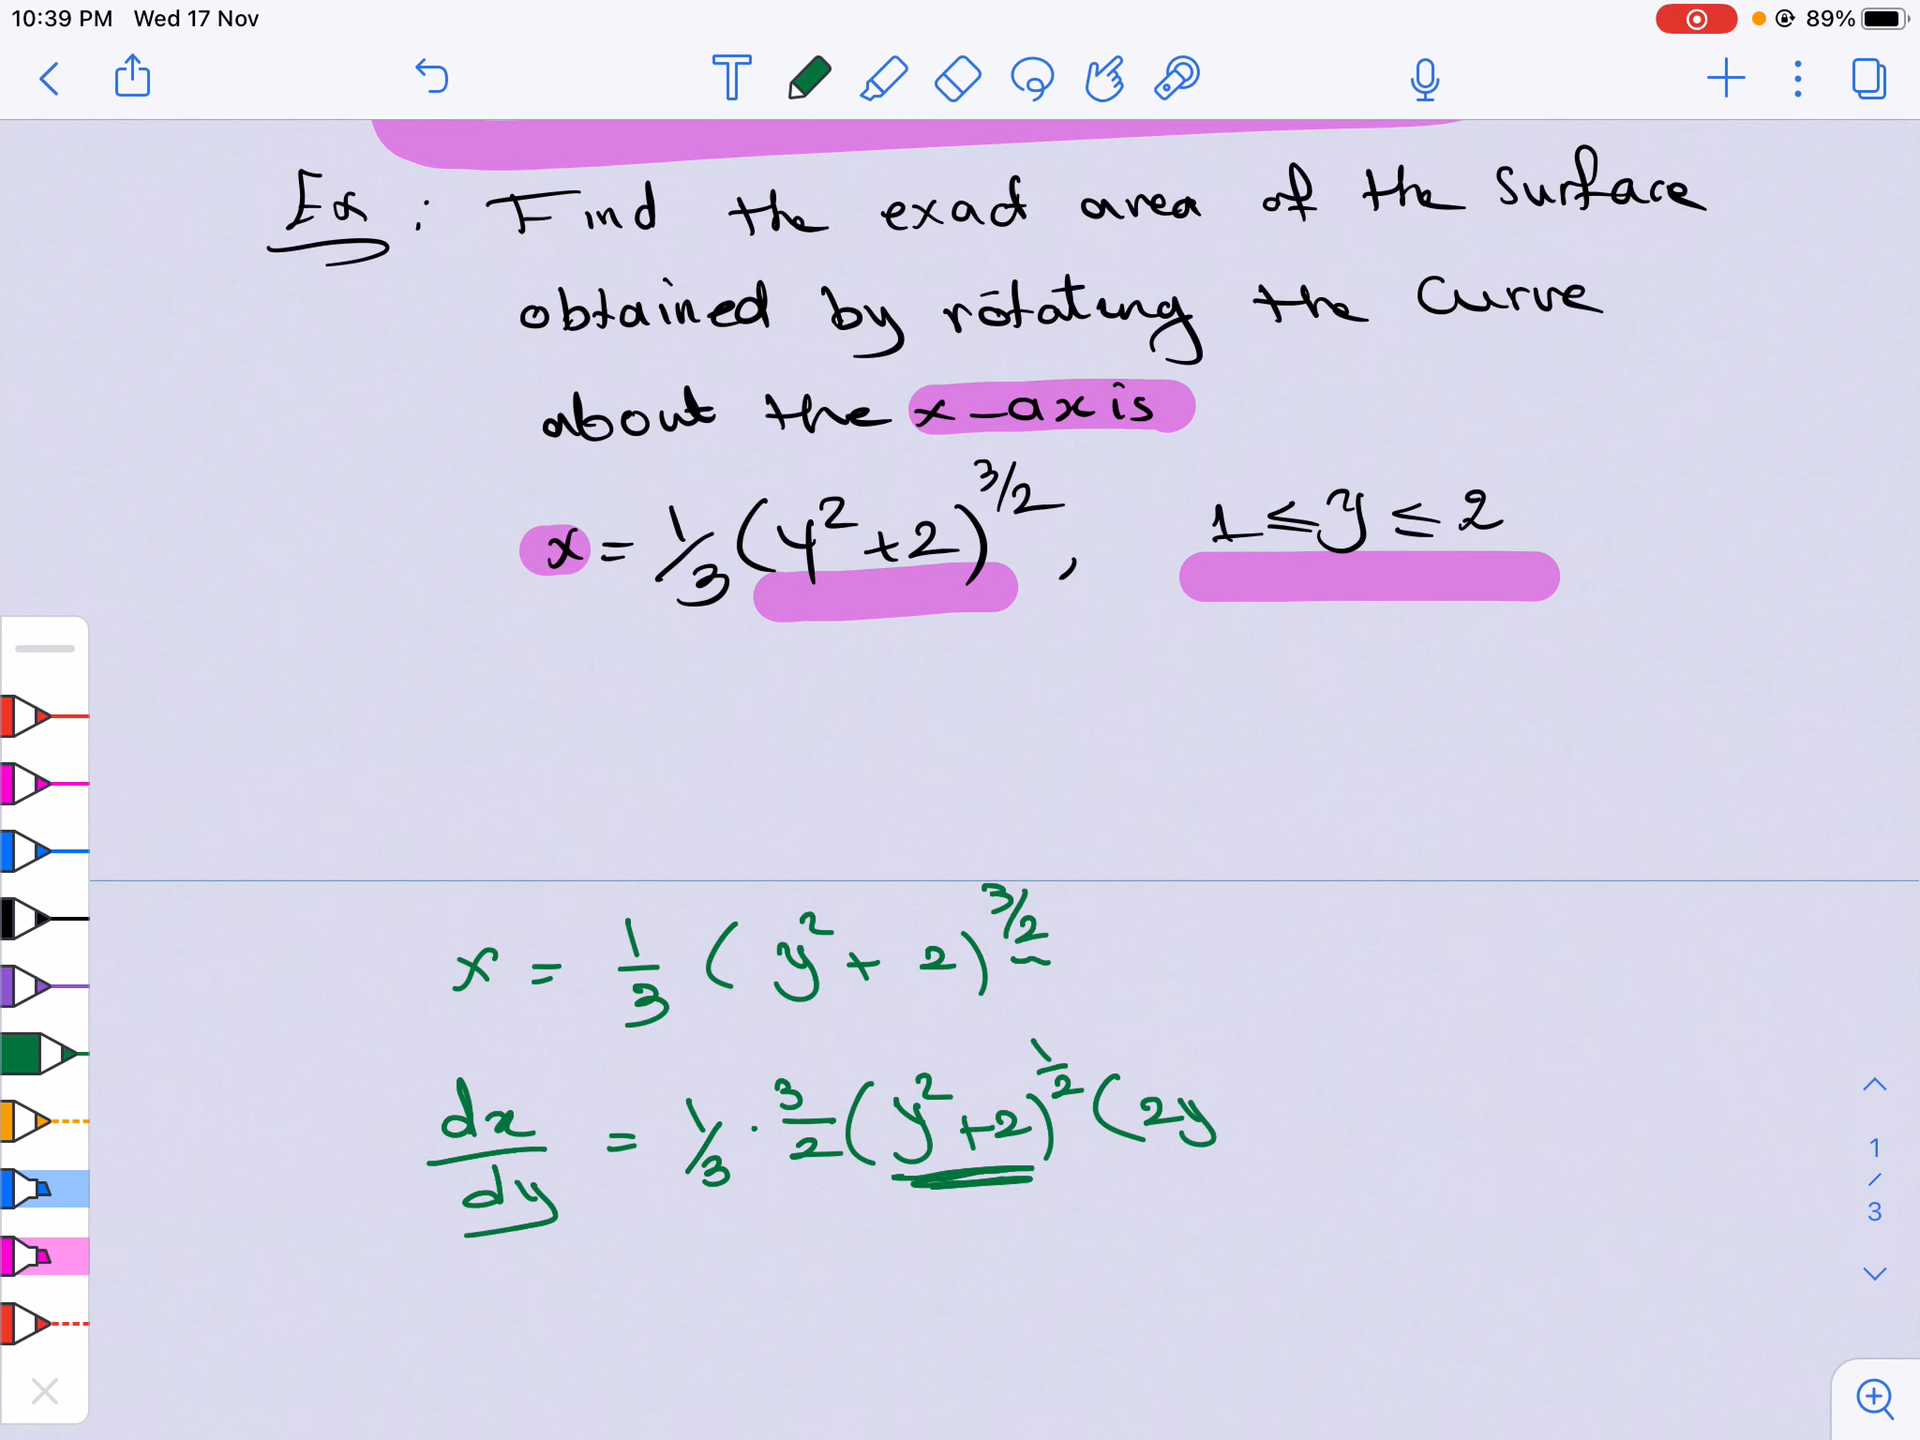 10:39 PM Wed 17 Nov 89%
Ex : Find the exact area of the surface
obtained by rotating the curve
about the x-axis
x = 1/3 (y² + 2)^3/2 , 1 ≤ y ≤ 2
x = 1/3 ( y² + 2)^3/2
dx/dy = 1/3 · 3/2 (y² + 2)^1/2 (2y
1 / 3